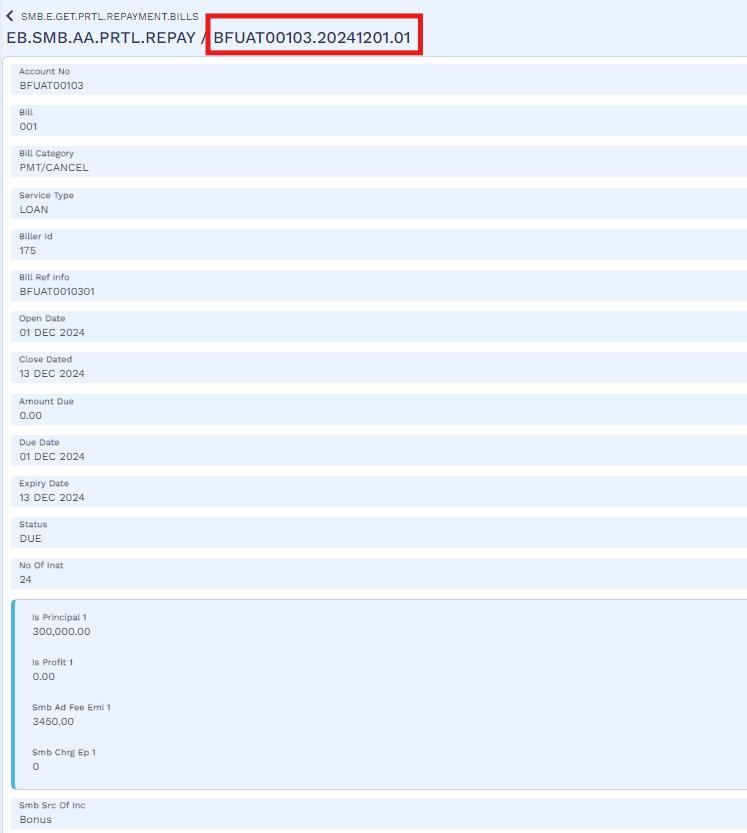 SMB.E.GET.PRTL.REPAYMENT.BILLS
EB.SMB.AA.PRTL.REPAY / BFUAT00103.20241201.01
Account No
BFUAT00103
Bill
001
Bill Category
PMT/CANCEL
Service Type
LOAN
Biller Id
175
Bill Ref Info
BFUAT0010301
Open Date
01 DEC 2024
Close Dated
13 DEC 2024
Amount Due
0.00
Due Date
01 DEC 2024
Expiry Date
13 DEC 2024
Status
DUE
No Of Inst
24
Is Principal 1
300,000.00
Is Profit 1
0.00
Smb Ad Fee Emi 1
3450.00
Smb Chrg Ep 1
0
Smb Src Of Inc
Bonus